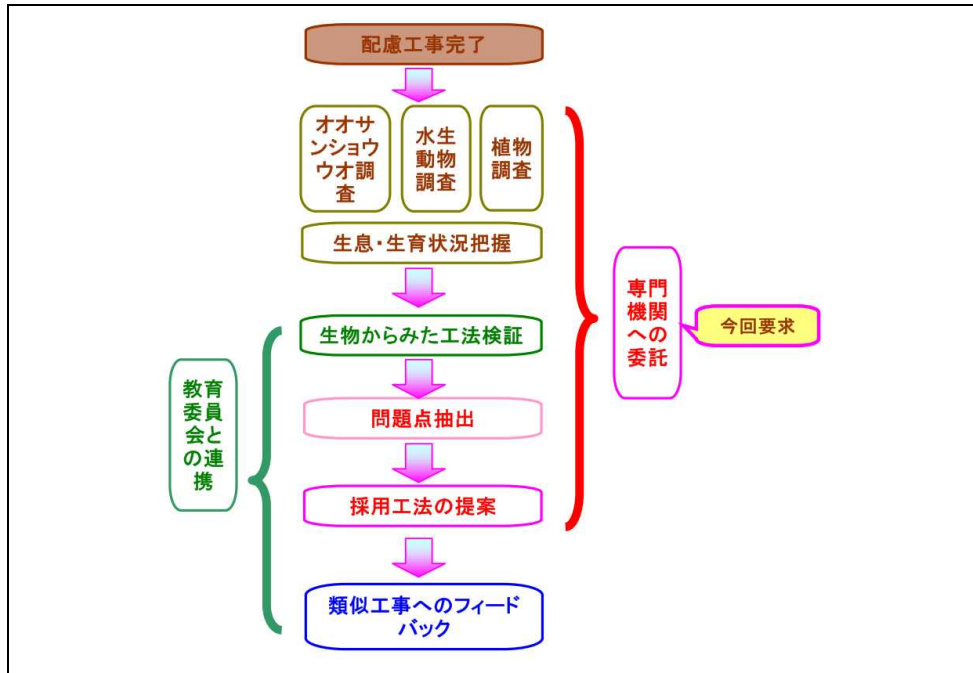 配慮工事完了
オオサ
ンショウ
ウオ調
査
水生
動物
調査
植物
調査
生息・生育状況把握
専門
機関
への
委託
今回要求
生物からみた工法検証
教育
委員
会と
の連
携
問題点抽出
採用工法の提案
類似工事へのフィード
バック